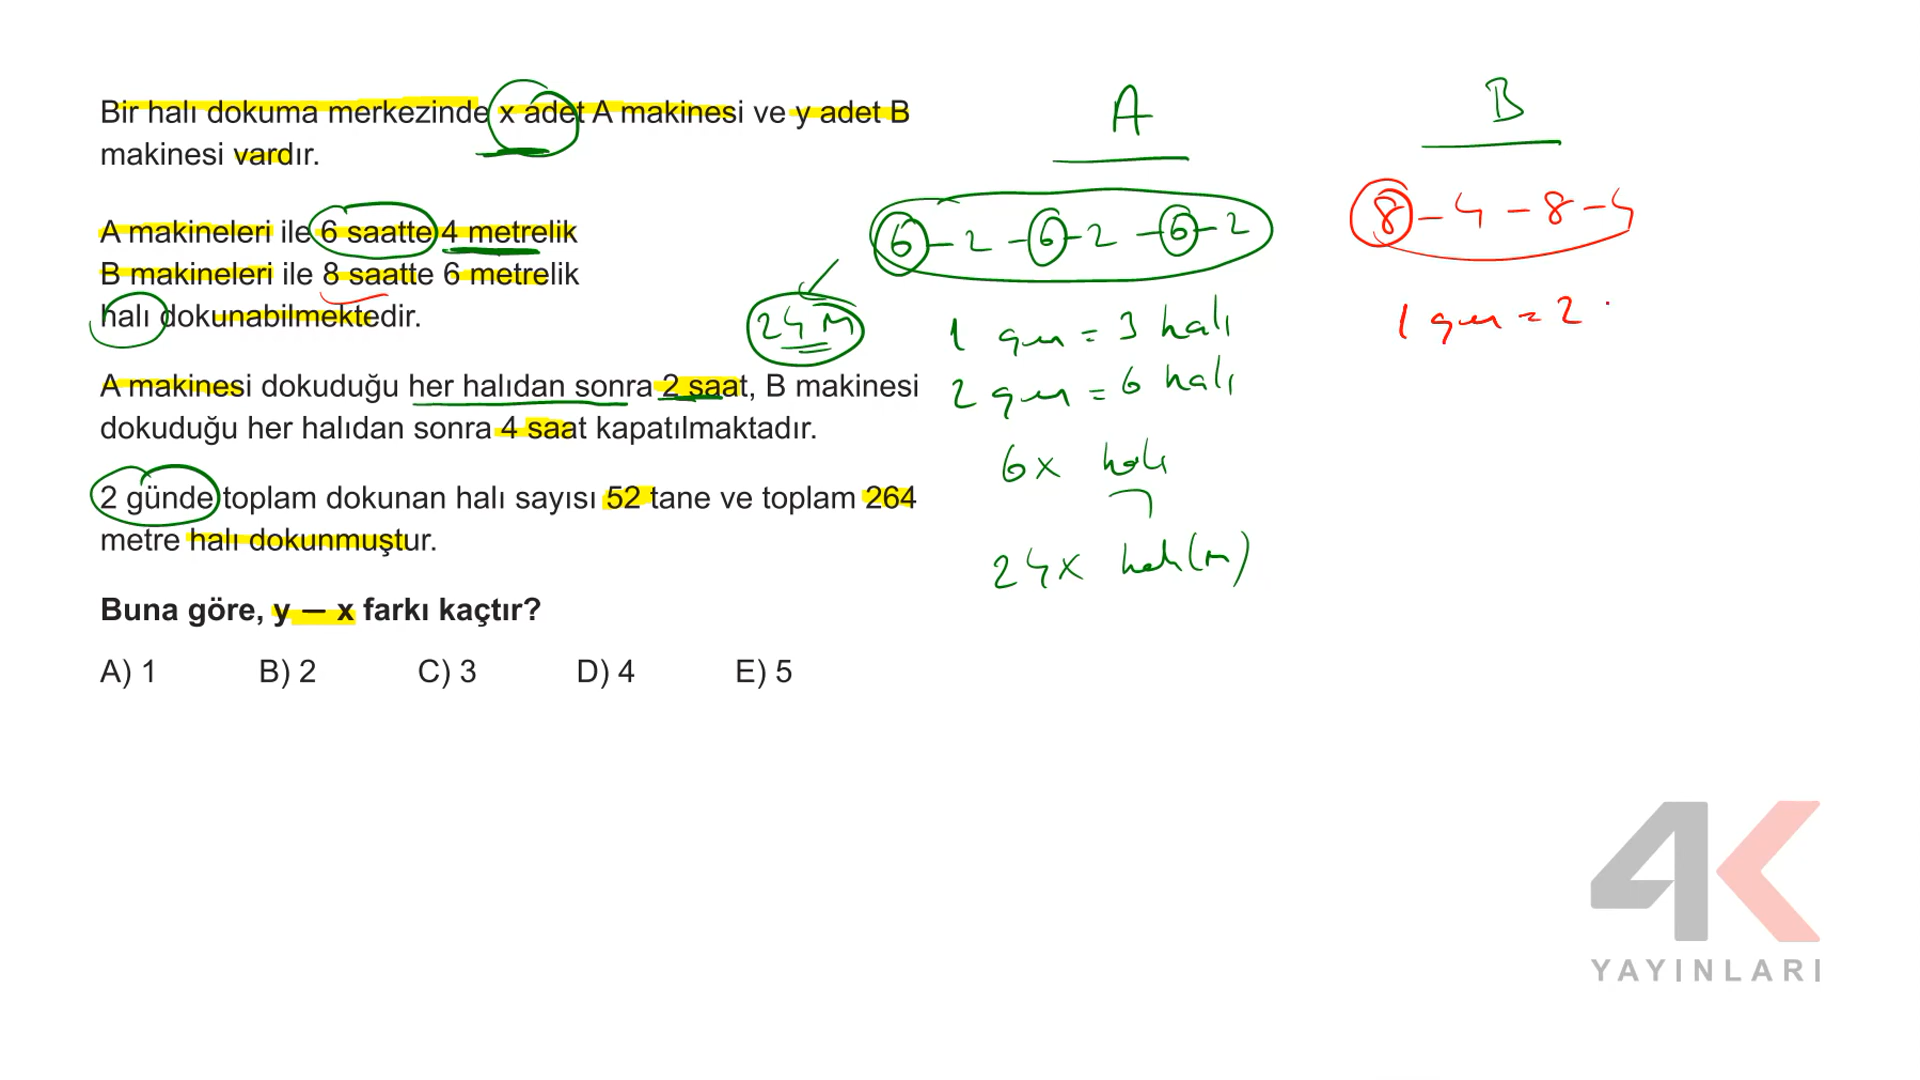 Bir halı dokuma merkezinde x adet A makinesi ve y adet B
makinesi vardır.
A makineleri ile 6 saatte 4 metrelik
B makineleri ile 8 saatte 6 metrelik
halı dokunabilmektedir.
A makinesi dokuduğu her halıdan sonra 2 saat, B makinesi
dokuduğu her halıdan sonra 4 saat kapatılmaktadır.
2 günde toplam dokunan halı sayısı 52 tane ve toplam 264
metre halı dokunmuştur.
Buna göre, y – x farkı kaçtır?
A) 1 B) 2 C) 3 D) 4 E) 5
24 m
A
6 - 2 - 6 - 2 - 6 - 2
1 gün = 3 halı
2 gün = 6 halı
6x halı
24x halı (m)
B
8 - 4 - 8 - 4
1 gün = 2
4K
YAYINLARI